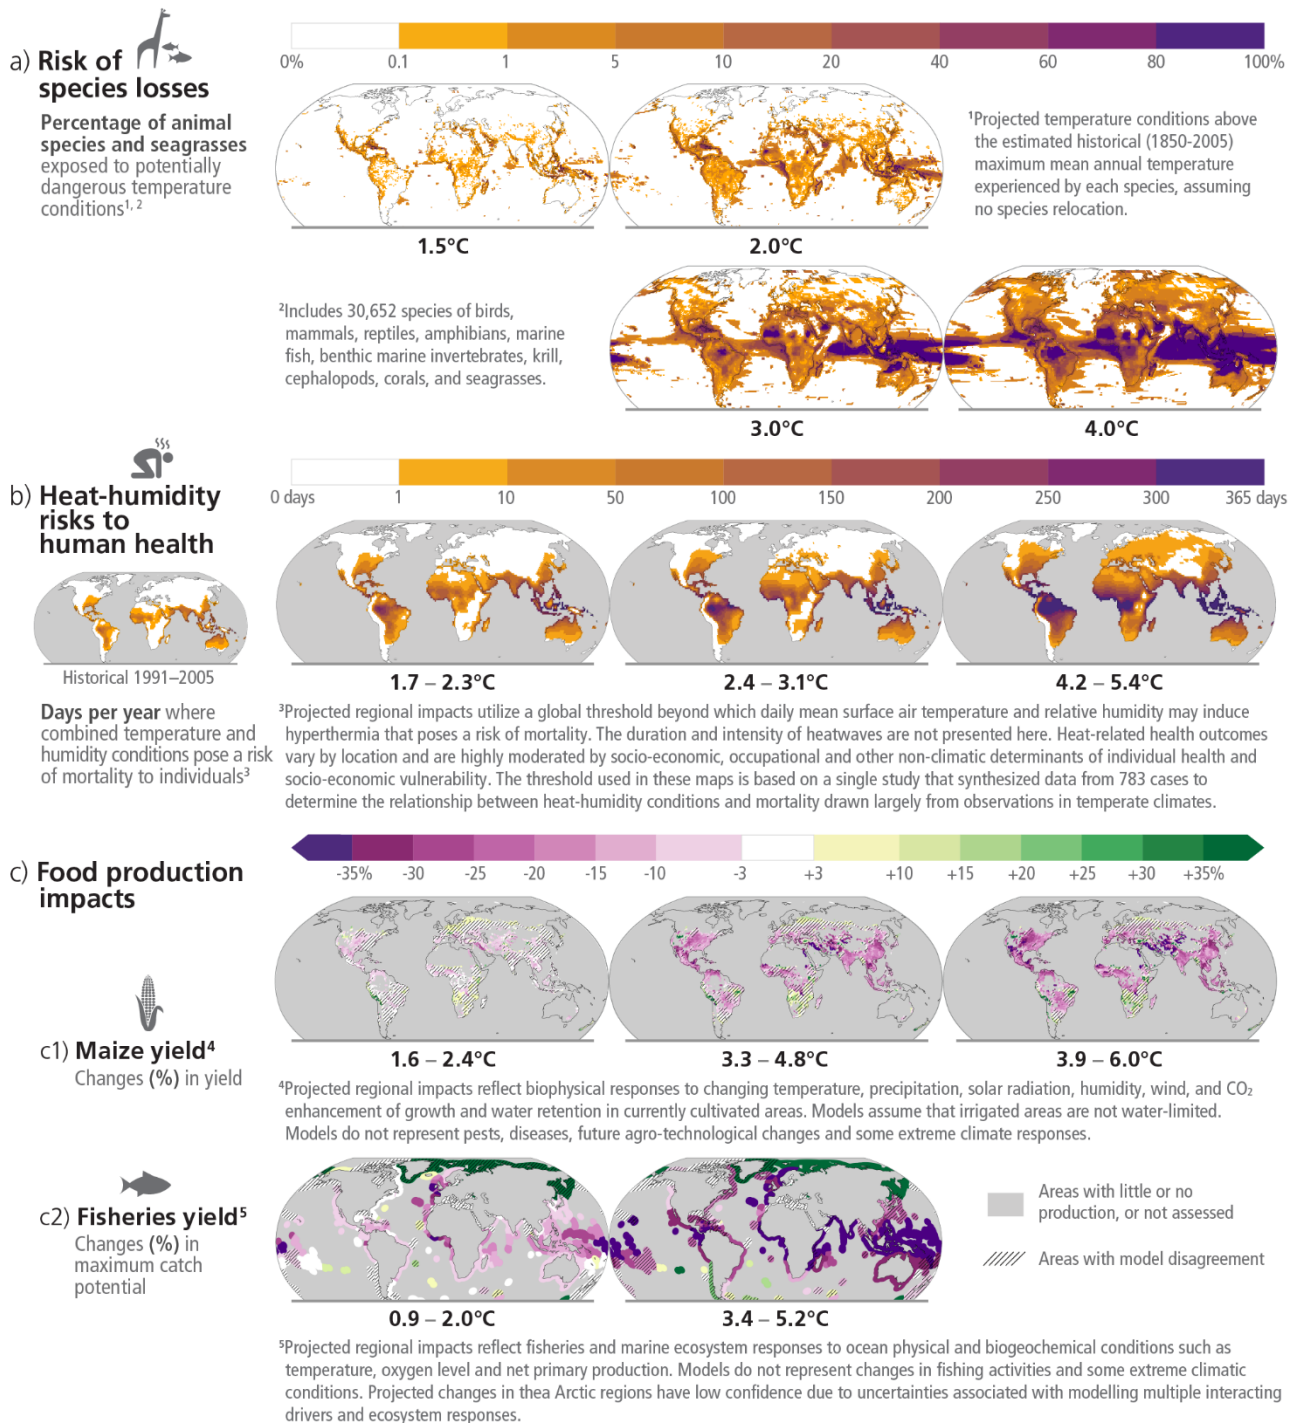 a) Risk of
species losses
Percentage of animal
species and seagrasses
exposed to potentially
dangerous temperature
conditions1, 2
0% 0.1 1 5 10 20 40 60 80 100%
1.5°C 2.0°C
1Projected temperature conditions above
the estimated historical (1850-2005)
maximum mean annual temperature
experienced by each species, assuming
no species relocation.
2Includes 30,652 species of birds,
mammals, reptiles, amphibians, marine
fish, benthic marine invertebrates, krill,
cephalopods, corals, and seagrasses.
3.0°C 4.0°C
b) Heat-humidity
risks to
human health
0 days 1 10 50 100 150 200 250 300 365 days
Historical 1991–2005
Days per year where
combined temperature and
humidity conditions pose a risk
of mortality to individuals3
1.7 – 2.3°C 2.4 – 3.1°C 4.2 – 5.4°C
3Projected regional impacts utilize a global threshold beyond which daily mean surface air temperature and relative humidity may induce
hyperthermia that poses a risk of mortality. The duration and intensity of heatwaves are not presented here. Heat-related health outcomes
vary by location and are highly moderated by socio-economic, occupational and other non-climatic determinants of individual health and
socio-economic vulnerability. The threshold used in these maps is based on a single study that synthesized data from 783 cases to
determine the relationship between heat-humidity conditions and mortality drawn largely from observations in temperate climates.
c) Food production
impacts
-35% -30 -25 -20 -15 -10 -3 +3 +10 +15 +20 +25 +30 +35%
c1) Maize yield4
Changes (%) in yield
1.6 – 2.4°C 3.3 – 4.8°C 3.9 – 6.0°C
4Projected regional impacts reflect biophysical responses to changing temperature, precipitation, solar radiation, humidity, wind, and CO2
enhancement of growth and water retention in currently cultivated areas. Models assume that irrigated areas are not water-limited.
Models do not represent pests, diseases, future agro-technological changes and some extreme climate responses.
c2) Fisheries yield5
Changes (%) in
maximum catch
potential
0.9 – 2.0°C 3.4 – 5.2°C
Areas with little or no
production, or not assessed
Areas with model disagreement
5Projected regional impacts reflect fisheries and marine ecosystem responses to ocean physical and biogeochemical conditions such as
temperature, oxygen level and net primary production. Models do not represent changes in fishing activities and some extreme climatic
conditions. Projected changes in thea Arctic regions have low confidence due to uncertainties associated with modelling multiple interacting
drivers and ecosystem responses.